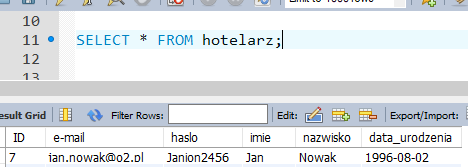 10
11 SELECT * FROM hotelarz;
12
Result Grid Filter Rows: Edit: Export/Import:
ID e-mail haslo imie nazwisko data_urodzenia
7 jan.nowak@o2.pl Janion2456 Jan Nowak 1996-08-02